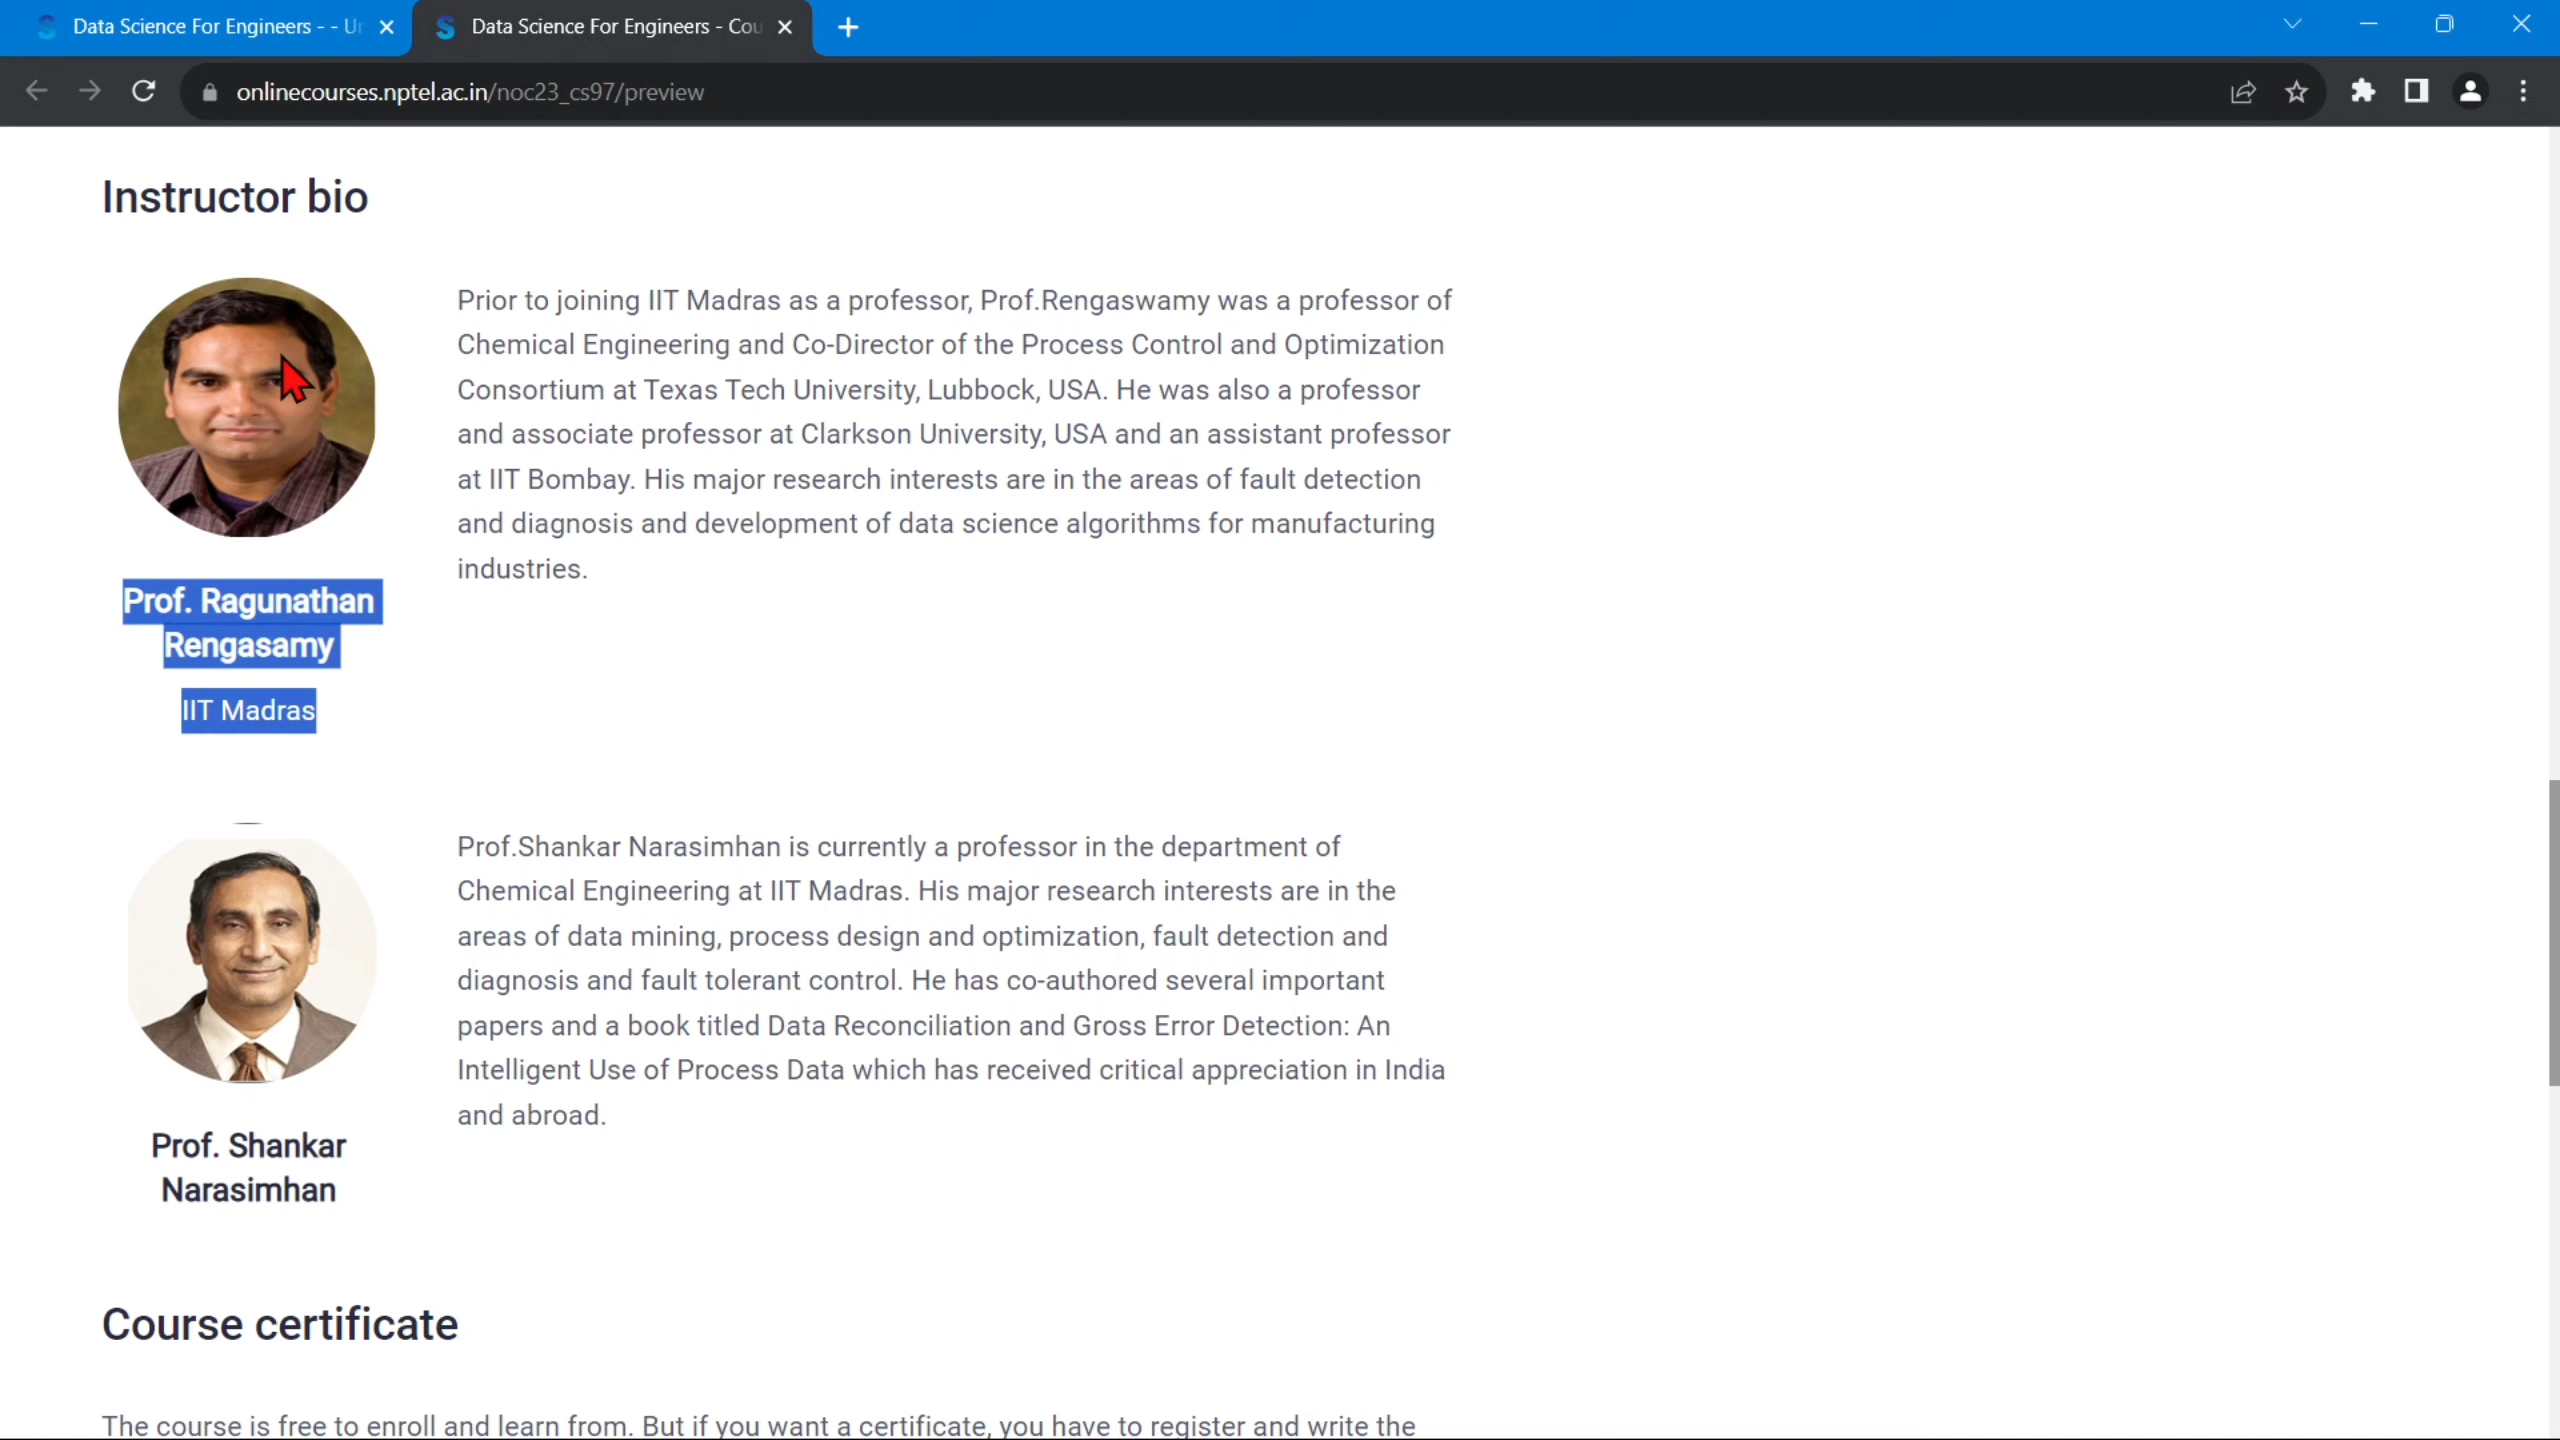 Data Science For Engineers - - Ur
Data Science For Engineers - Cou
onlinecourses.nptel.ac.in/noc23_cs97/preview
Instructor bio
Prior to joining IIT Madras as a professor, Prof.Rengaswamy was a professor of
Chemical Engineering and Co-Director of the Process Control and Optimization
Consortium at Texas Tech University, Lubbock, USA. He was also a professor
and associate professor at Clarkson University, USA and an assistant professor
at IIT Bombay. His major research interests are in the areas of fault detection
and diagnosis and development of data science algorithms for manufacturing
industries.
Prof. Ragunathan
Rengasamy
IIT Madras
Prof.Shankar Narasimhan is currently a professor in the department of
Chemical Engineering at IIT Madras. His major research interests are in the
areas of data mining, process design and optimization, fault detection and
diagnosis and fault tolerant control. He has co-authored several important
papers and a book titled Data Reconciliation and Gross Error Detection: An
Intelligent Use of Process Data which has received critical appreciation in India
and abroad.
Prof. Shankar
Narasimhan
Course certificate
The course is free to enroll and learn from. But if you want a certificate, you have to register and write the